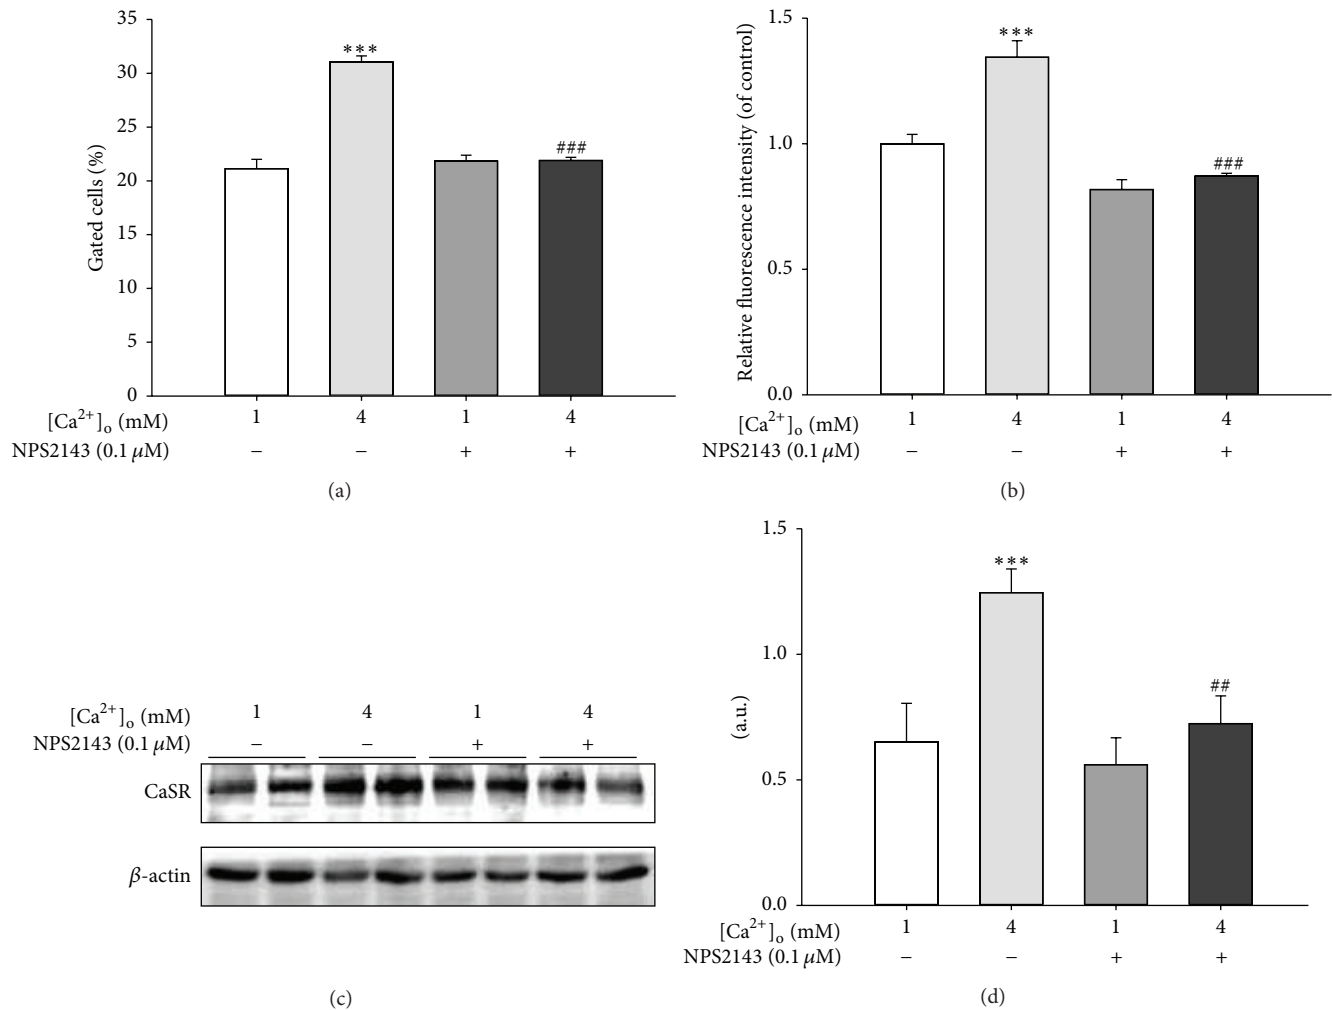 35
30
25
20
15
10
5
0
Gated cells (%)
***
###
[Ca²⁺]ₒ (mM) 1 4 1 4
NPS2143 (0.1 μM) − − + +
(a)
1.5
1.0
0.5
0.0
Relative fluorescence intensity (of control)
***
###
[Ca²⁺]ₒ (mM) 1 4 1 4
NPS2143 (0.1 μM) − − + +
(b)
[Ca²⁺]ₒ (mM) 1 4 1 4
NPS2143 (0.1 μM) − − + +
CaSR
β-actin
(c)
1.5
1.0
0.5
0.0
(a.u.)
***
##
[Ca²⁺]ₒ (mM) 1 4 1 4
NPS2143 (0.1 μM) − − + +
(d)